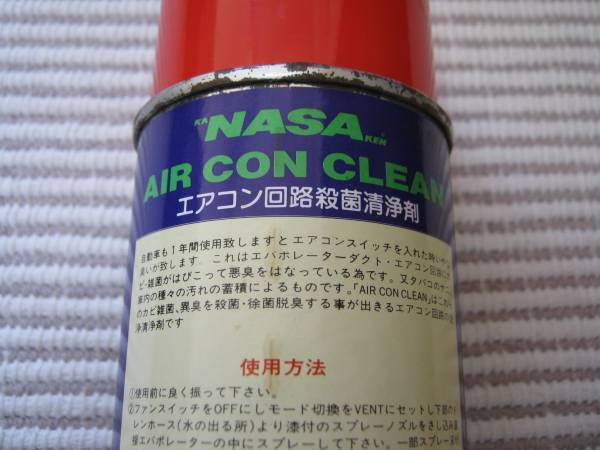 KA NASA KEN
AIR CON CLEAN
エアコン回路殺菌清浄剤
自動車も1年間使用致しますとエアコンスイッチを入れた時い
臭いが致します．これはエバポレーターダクト・エアコン回路に
ビ・雑菌がはびこって悪臭をはなっている為です。又タバコの
車内の種々の汚れの蓄積によるものです。「AIR CON CLEAN」はこれ
のカビ雑菌、異臭を殺菌・徐菌脱臭する事が出きるエアコン回路の
浄清浄剤です
使用方法
①使用前に良く振って下さい。
②ファンスイッチをOFFにしモード切換をVENTにセットし下部の
レンホース(水の出る所)より漆付のスプレーノズルをさし込み
接エバポレーターの中にスプレーして下さい。一部スプレー